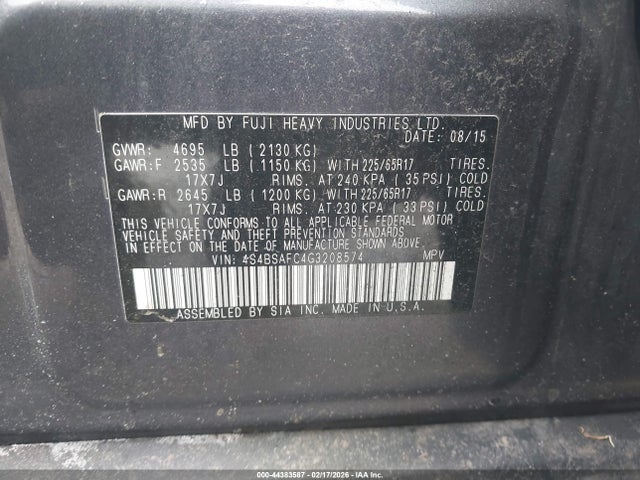 MFD BY FUJI HEAVY INDUSTRIES LTD.
DATE: 08/15
GVWR: 4695 LB ( 2130 KG)
GAWR:F 2535 LB ( 1150 KG) WITH 225/65R17 TIRES.
17X7J RIMS. AT 240 KPA ( 35 PSI) COLD
GAWR:R 2645 LB ( 1200 KG) WITH 225/65R17 TIRES.
17X7J RIMS. AT 230 KPA ( 33 PSI) COLD
THIS VEHICLE CONFORMS TO ALL APPLICABLE FEDERAL MOTOR
VEHICLE SAFETY AND THEFT PREVENTION STANDARDS
IN EFFECT ON THE DATE OF MANUFACTURE SHOWN ABOVE.
VIN: 4S4BSAFC4G3208574 MPV
ASSEMBLED BY SIA INC. MADE IN U.S.A.
000-44383587 - 02/17/2026 - COPART IAA